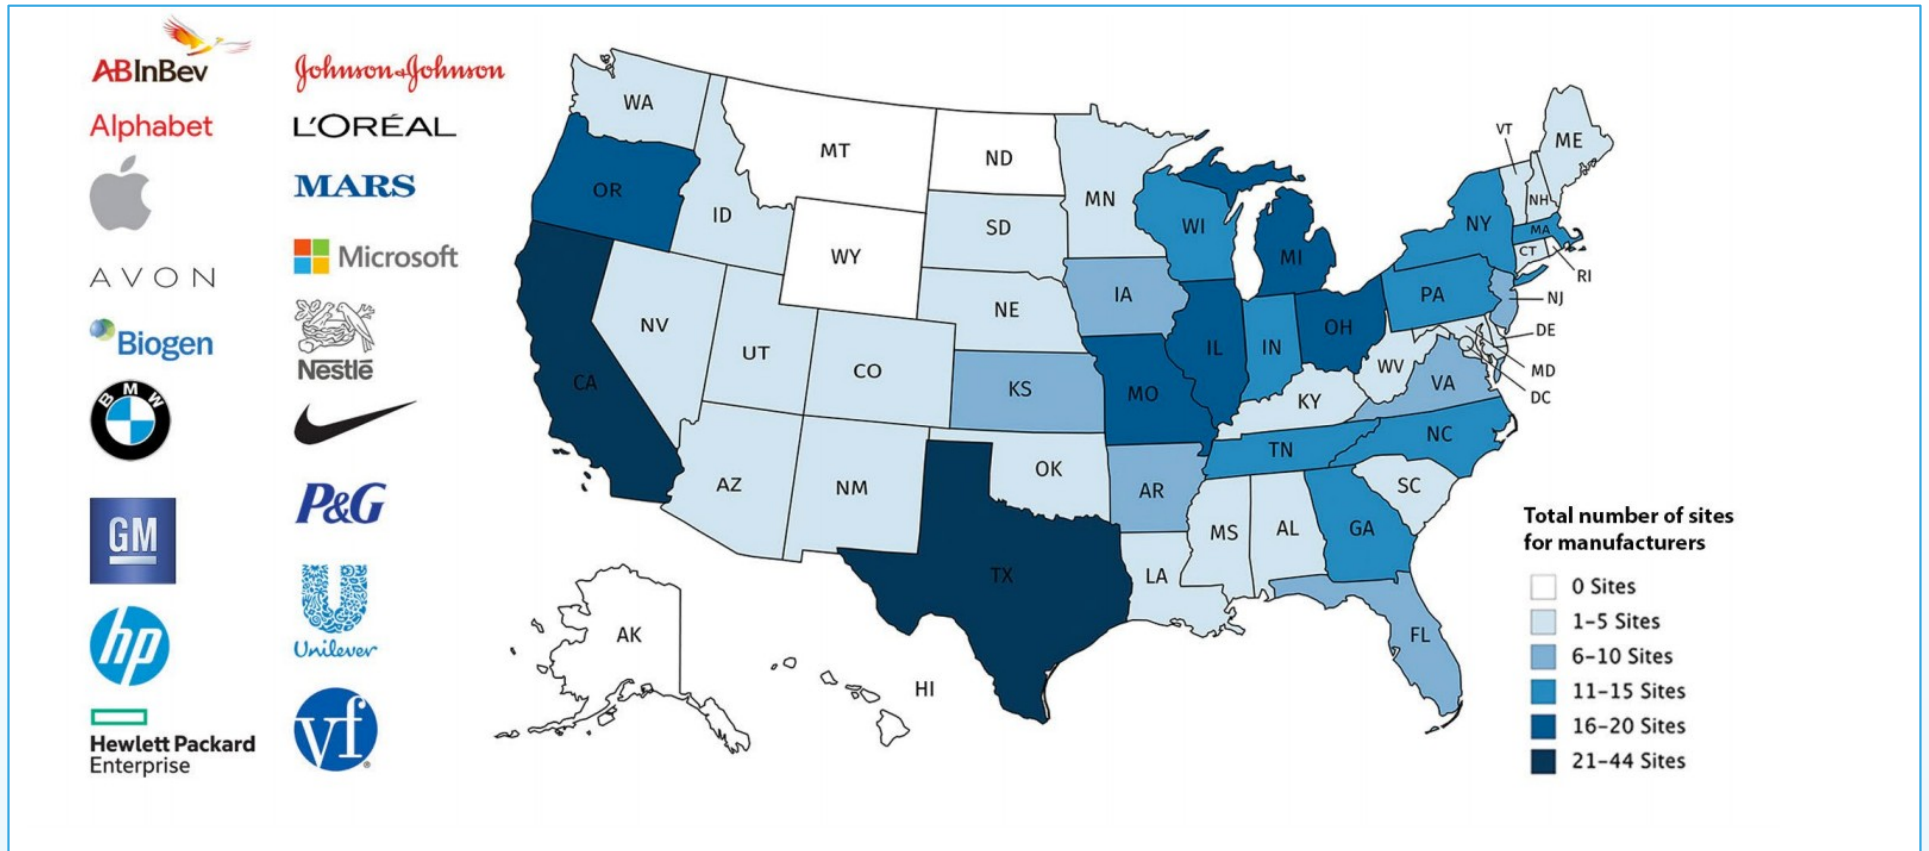 ABInBev
Johnson&Johnson
Alphabet
L'ORÉAL
MARS
AVON
Microsoft
Biogen
Nestlé
BMW
P&G
GM
Unilever
hp
vf
Hewlett Packard
Enterprise
WA
MT
ND
MN
VT
ME
OR
ID
SD
WI
MI
NY
NH
MA
CT
RI
WY
NE
IA
PA
NJ
NV
UT
CO
KS
MO
IL
IN
OH
WV
VA
DE
MD
DC
CA
KY
AZ
NM
OK
AR
TN
NC
SC
TX
LA
MS
AL
GA
FL
AK
HI
Total number of sites
for manufacturers
0 Sites
1–5 Sites
6–10 Sites
11–15 Sites
16–20 Sites
21–44 Sites